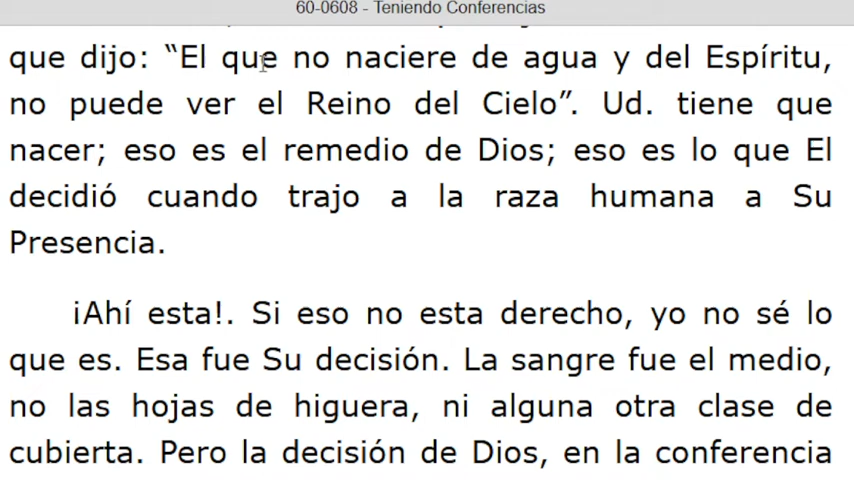 60-0608 - Teniendo Conferencias
que dijo: “El que no naciere de agua y del Espíritu,
no puede ver el Reino del Cielo”. Ud. tiene que
nacer; eso es el remedio de Dios; eso es lo que El
decidió cuando trajo a la raza humana a Su
Presencia.
¡Ahí esta!. Si eso no esta derecho, yo no sé lo
que es. Esa fue Su decisión. La sangre fue el medio,
no las hojas de higuera, ni alguna otra clase de
cubierta. Pero la decisión de Dios, en la conferencia